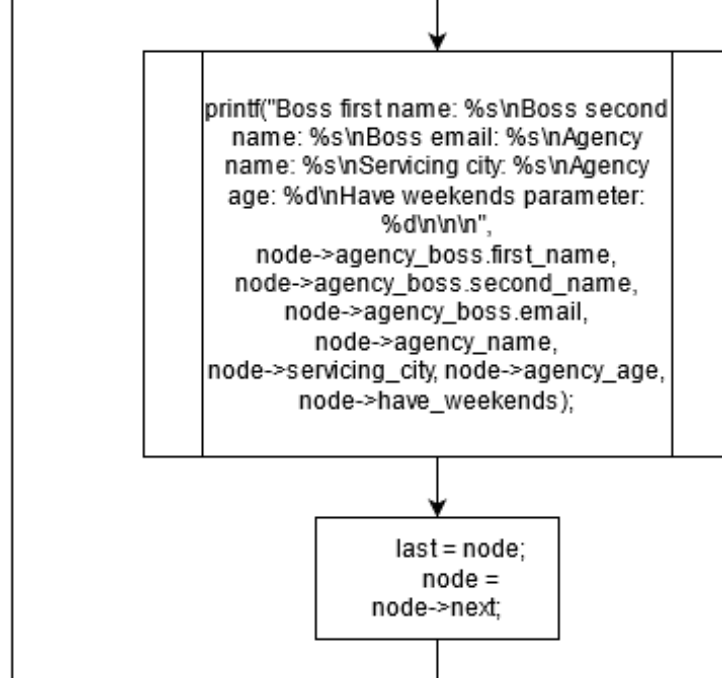 printf("Boss first name: %s\nBoss second
name: %s\nBoss email: %s\nAgency
name: %s\nServicing city: %s\nAgency
age: %d\nHave weekends parameter:
%d\n\n\n",
node->agency_boss.first_name,
node->agency_boss.second_name,
node->agency_boss.email,
node->agency_name,
node->servicing_city, node->agency_age,
node->have_weekends);
last = node;
node =
node->next;